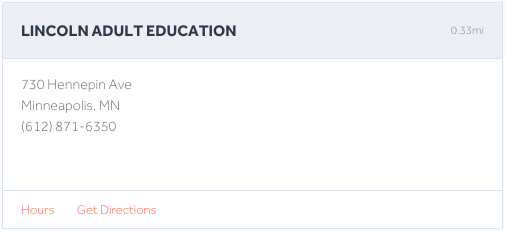 LINCOLN ADULT EDUCATION
0.33mi
730 Hennepin Ave
Minneapolis, MN
(612) 871-6350
Hours
Get Directions